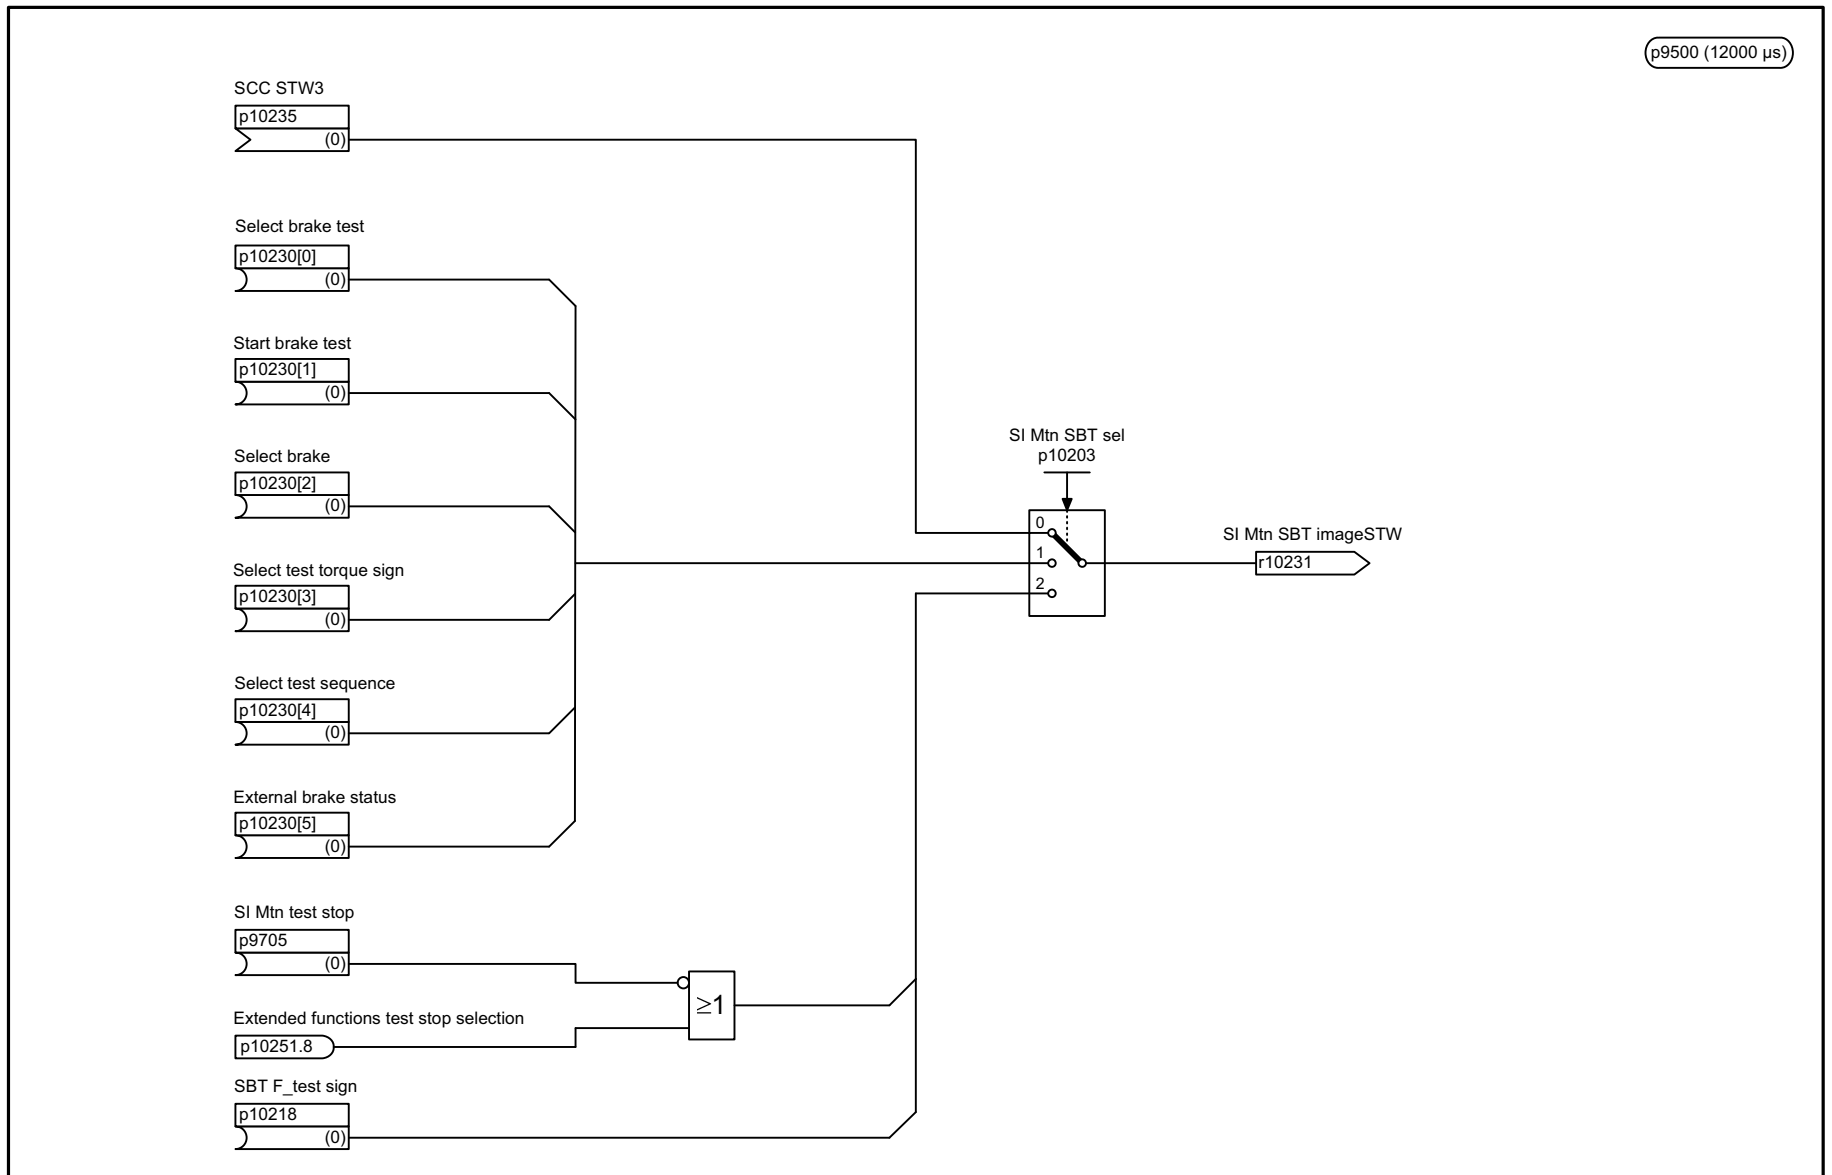 p9500 (12000 µs)
SCC STW3
p10235
(0)
Select brake test
p10230[0]
(0)
Start brake test
p10230[1]
(0)
Select brake
p10230[2]
(0)
Select test torque sign
p10230[3]
(0)
Select test sequence
p10230[4]
(0)
External brake status
p10230[5]
(0)
SI Mtn test stop
p9705
(0)
Extended functions test stop selection
p10251.8
SBT F_test sign
p10218
(0)
≥1
SI Mtn SBT sel
p10203
0
1
2
SI Mtn SBT imageSTW
r10231